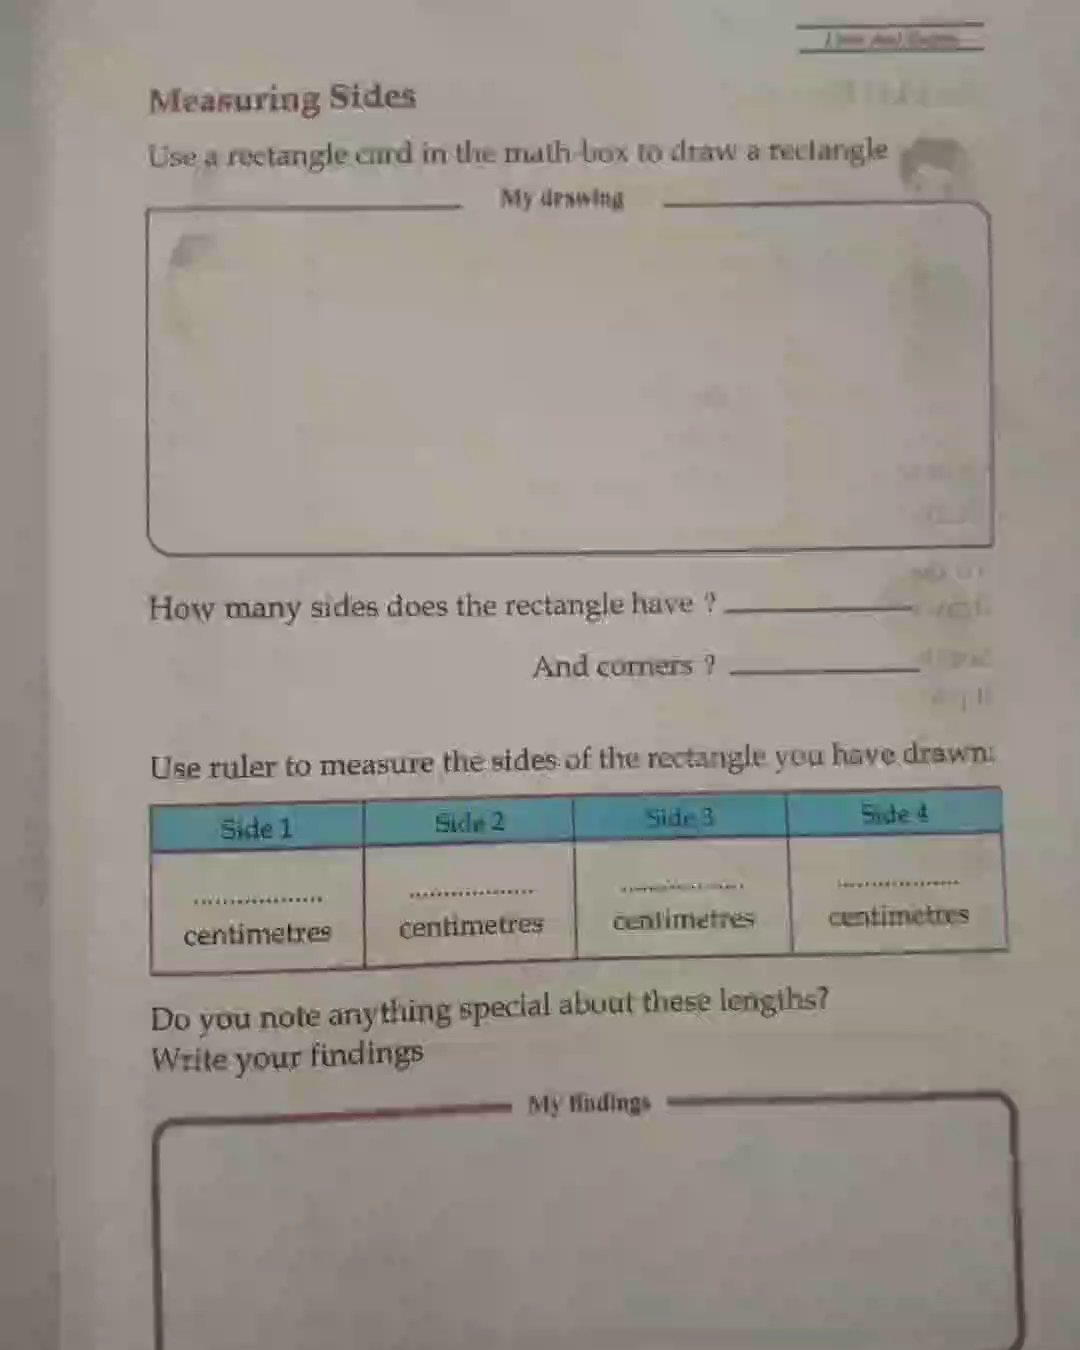 Measuring Sides
Use a rectangle card in the math-box to draw a rectangle
My drawing
How many sides does the rectangle have ?
And corners ?
Use ruler to measure the sides of the rectangle you have drawn:
Side 1 Side 2 Side 3 Side 4
.................. .................. .................. ..................
centimetres centimetres centimetres centimetres
Do you note anything special about these lengths?
Write your findings
My findings